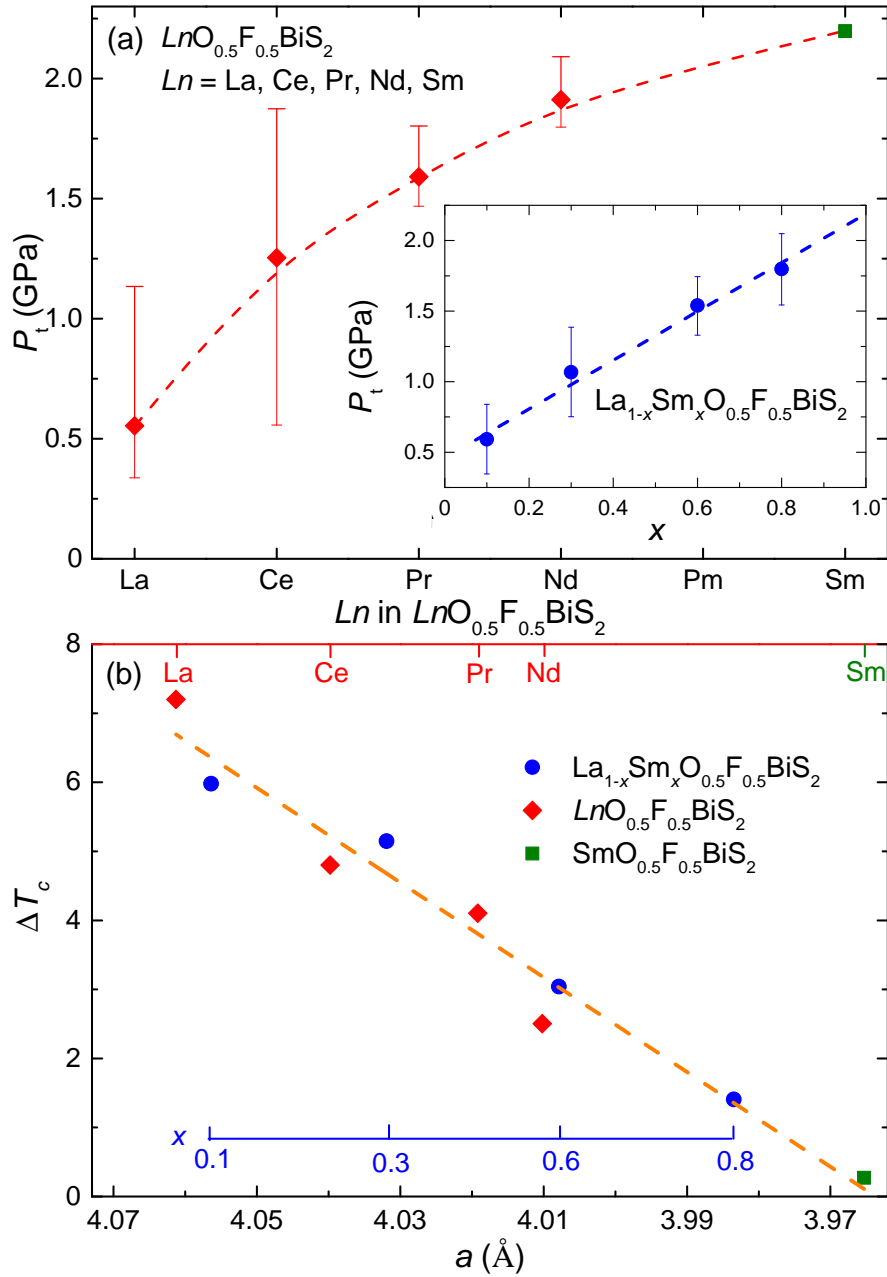 (a) LnO0.5F0.5BiS2
Ln = La, Ce, Pr, Nd, Sm
2.0
1.5
1.0
0.5
0
Pt (GPa)
2.0
1.5
1.0
0.5
Pt (GPa)
La1-xSmxO0.5F0.5BiS2
0 0.2 0.4 0.6 0.8 1.0
x
La Ce Pr Nd Pm Sm
Ln in LnO0.5F0.5BiS2
(b)
La Ce Pr Nd Sm
8
6
4
2
0
ΔTc
La1-xSmxO0.5F0.5BiS2
LnO0.5F0.5BiS2
SmO0.5F0.5BiS2
x
0.1 0.3 0.6 0.8
4.07 4.05 4.03 4.01 3.99 3.97
a (Å)